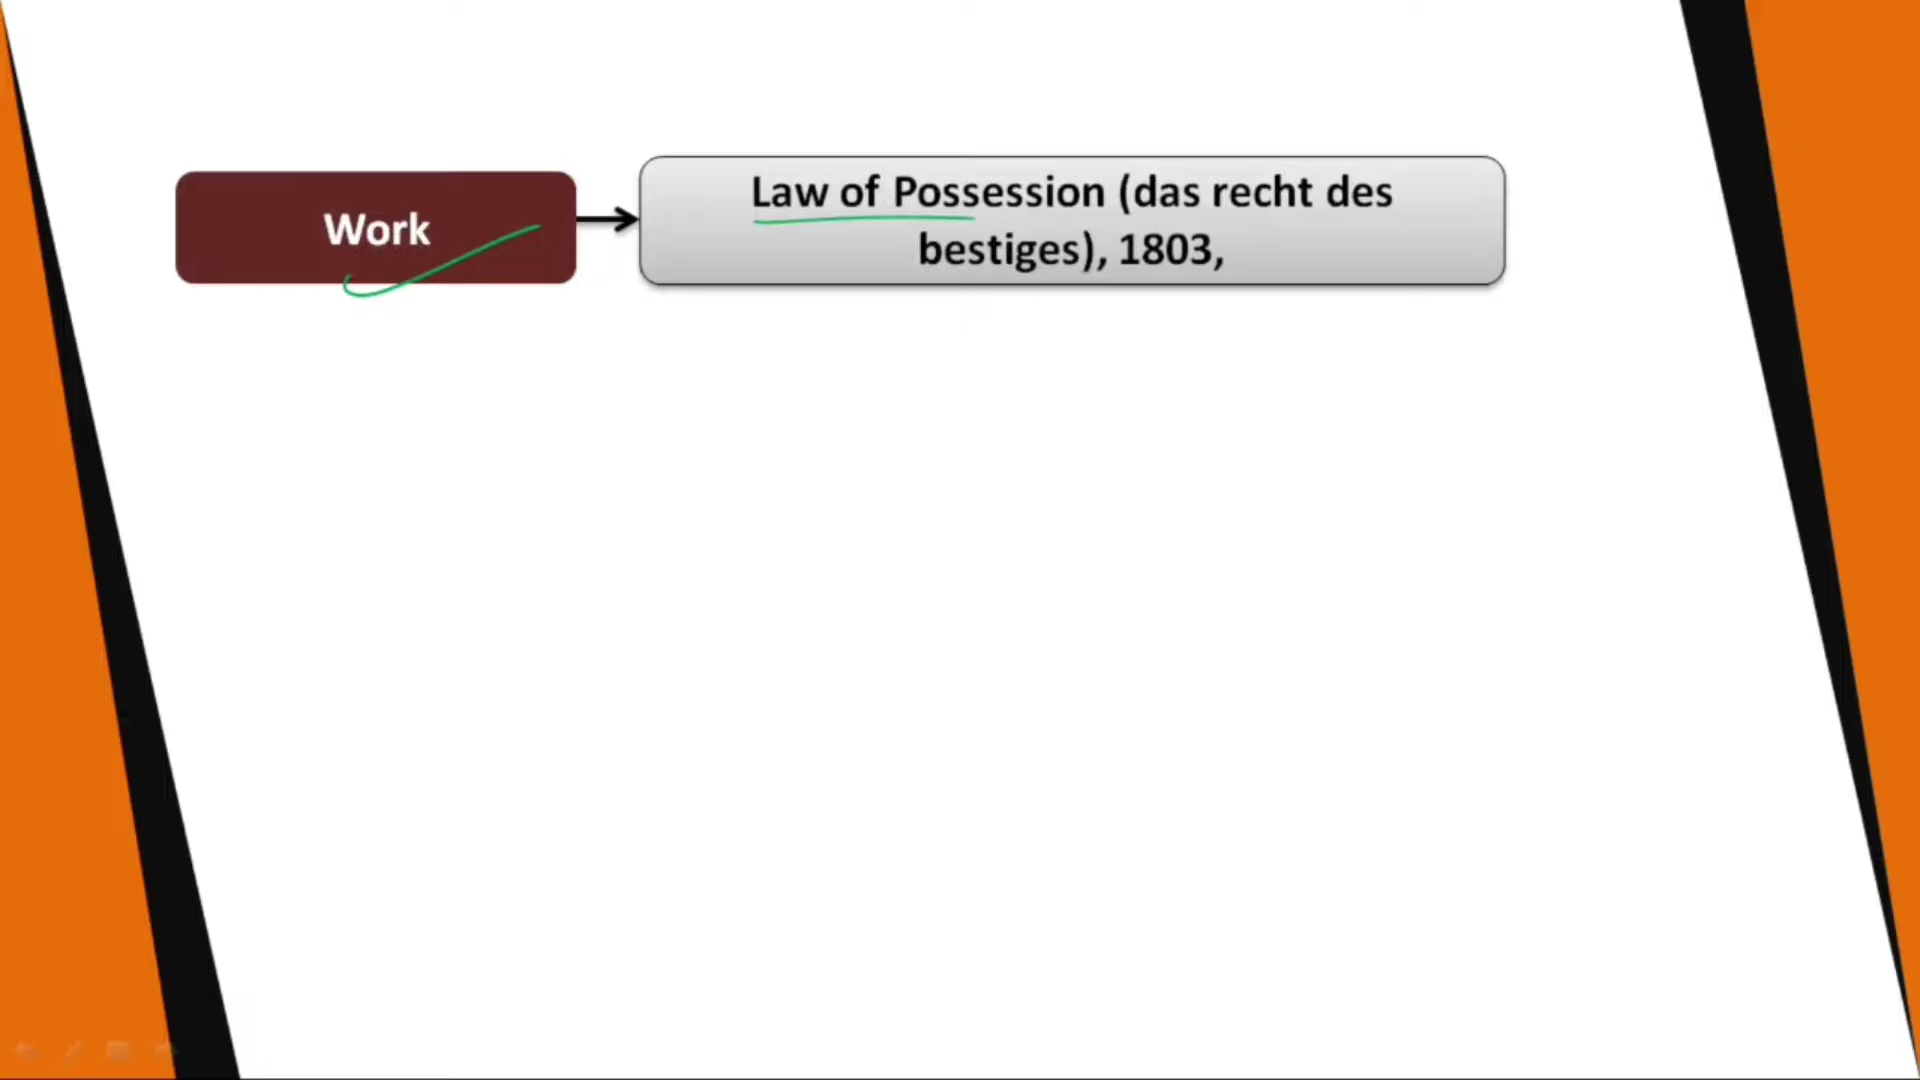 Work
Law of Possession (das recht des
bestiges), 1803,